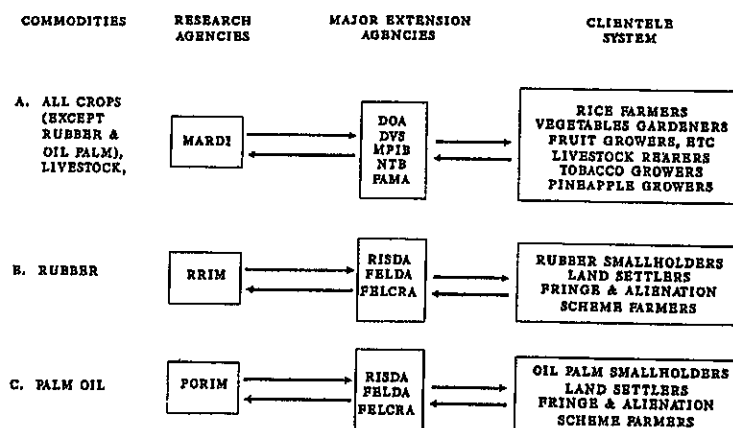 COMMODITIES
RESEARCH AGENCIES
MAJOR EXTENSION AGENCIES
CLIENTELE SYSTEM
A. ALL CROPS
(EXCEPT
RUBBER &
OIL PALM),
LIVESTOCK,
MARDI
DOA
DVS
MPIB
NTB
FAMA
RICE FARMERS
VEGETABLES GARDENERS
FRUIT GROWERS, ETC
LIVESTOCK REARERS
TOBACCO GROWERS
PINEAPPLE GROWERS
B. RUBBER
RRIM
RISDA
FELDA
FELCRA
RUBBER SMALLHOLDERS
LAND SETTLERS
FRINGE & ALIENATION
SCHEME FARMERS
C. PALM OIL
PORIM
RISDA
FELDA
FELCRA
OIL PALM SMALLHOLDERS
LAND SETTLERS
FRINGE & ALIENATION
SCHEME FARMERS